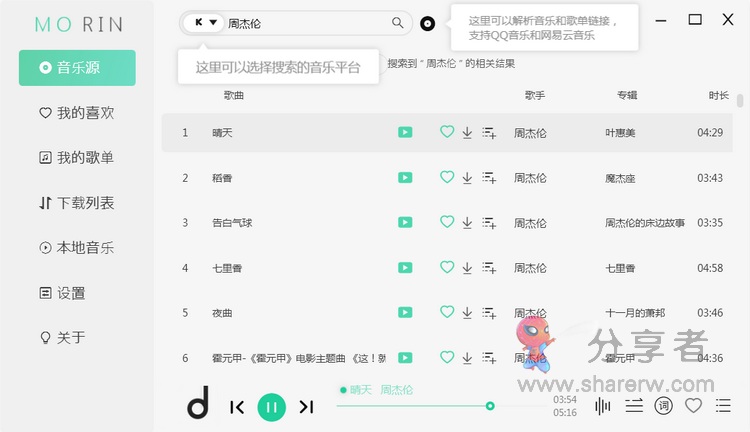 MO RIN
音乐源
我的喜欢
我的歌单
下载列表
本地音乐
设置
关于
K 周杰伦
这里可以解析音乐和歌单链接，
支持QQ音乐和网易云音乐
这里可以选择搜索的音乐平台
搜索到 " 周杰伦 " 的相关结果
歌曲 歌手 专辑 时长
1 晴天 周杰伦 叶惠美 04:29
2 稻香 周杰伦 魔杰座 03:43
3 告白气球 周杰伦 周杰伦的床边故事 03:35
4 七里香 周杰伦 七里香 04:58
5 夜曲 周杰伦 十一月的萧邦 03:46
6 霍元甲-《霍元甲》电影主题曲 《这！就 周杰伦 霍元甲 04:36
分享者
www.sharerw.com
晴天 周杰伦
03:54
05:16
词